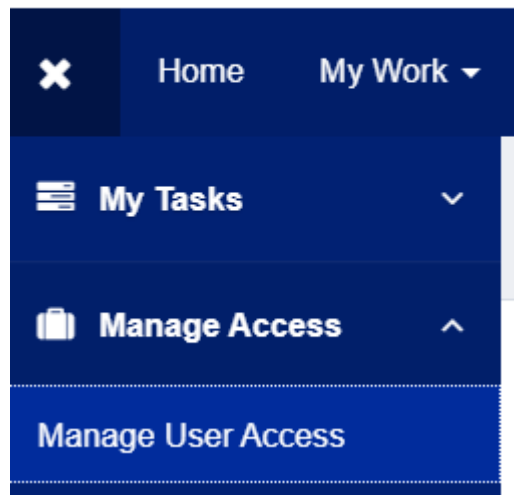 Home My Work
My Tasks
Manage Access
Manage User Access